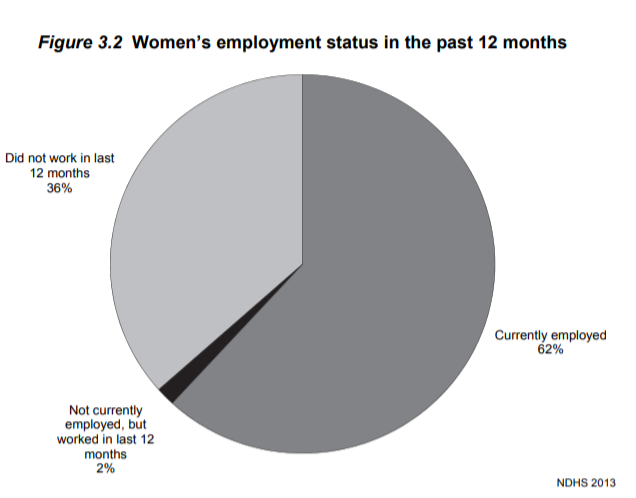 Figure 3.2 Women's employment status in the past 12 months
Did not work in last
12 months
36%
Currently employed
62%
Not currently
employed, but
worked in last 12
months
2%
NDHS 2013